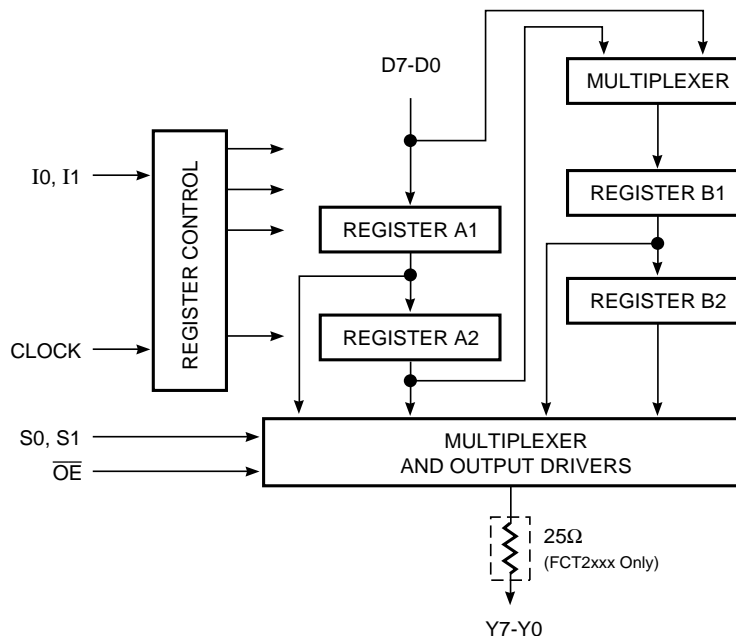 D7-D0
MULTIPLEXER
I0, I1
REGISTER CONTROL
REGISTER B1
REGISTER A1
REGISTER B2
REGISTER A2
CLOCK
S0, S1
OE
MULTIPLEXER
AND OUTPUT DRIVERS
25Ω
(FCT2xxx Only)
Y7-Y0